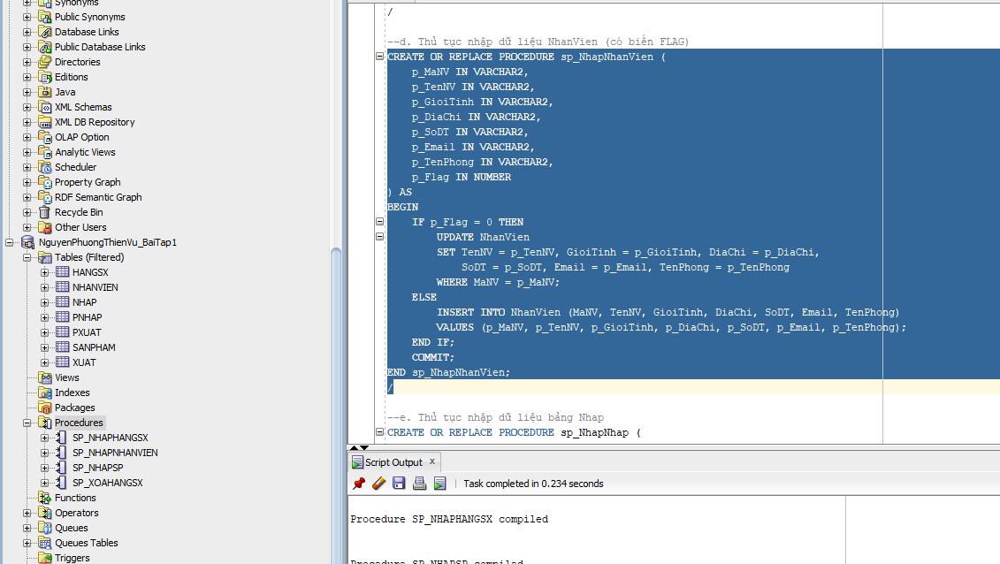 Synonyms
Public Synonyms
Database Links
Public Database Links
Directories
Editions
Java
XML Schemas
XML DB Repository
OLAP Option
Analytic Views
Scheduler
Property Graph
RDF Semantic Graph
Recycle Bin
Other Users
NguyenPhuongThienVu_BaiTap1
Tables (Filtered)
HANGSX
NHANVIEN
NHAP
PNHAP
PXUAT
SANPHAM
XUAT
Views
Indexes
Packages
Procedures
SP_NHAPHANGSX
SP_NHAPNHANVIEN
SP_NHAPSP
SP_XOAHANGSX
Functions
Operators
Queues
Queues Tables
Triggers
/
--d. Thủ tục nhập dữ liệu NhanVien (có biến FLAG)
CREATE OR REPLACE PROCEDURE sp_NhapNhanVien (
    p_MaNV IN VARCHAR2,
    p_TenNV IN VARCHAR2,
    p_GioiTinh IN VARCHAR2,
    p_DiaChi IN VARCHAR2,
    p_SoDT IN VARCHAR2,
    p_Email IN VARCHAR2,
    p_TenPhong IN VARCHAR2,
    p_Flag IN NUMBER
) AS
BEGIN
    IF p_Flag = 0 THEN
        UPDATE NhanVien
        SET TenNV = p_TenNV, GioiTinh = p_GioiTinh, DiaChi = p_DiaChi,
            SoDT = p_SoDT, Email = p_Email, TenPhong = p_TenPhong
        WHERE MaNV = p_MaNV;
    ELSE
        INSERT INTO NhanVien (MaNV, TenNV, GioiTinh, DiaChi, SoDT, Email, TenPhong)
        VALUES (p_MaNV, p_TenNV, p_GioiTinh, p_DiaChi, p_SoDT, p_Email, p_TenPhong);
    END IF;
    COMMIT;
END sp_NhapNhanVien;
/
--e. Thủ tục nhập dữ liệu bảng Nhap
CREATE OR REPLACE PROCEDURE sp_NhapNhap (
Script Output ×
Task completed in 0.234 seconds
Procedure SP_NHAPHANGSX compiled
Procedure SP_NHAPSP compiled